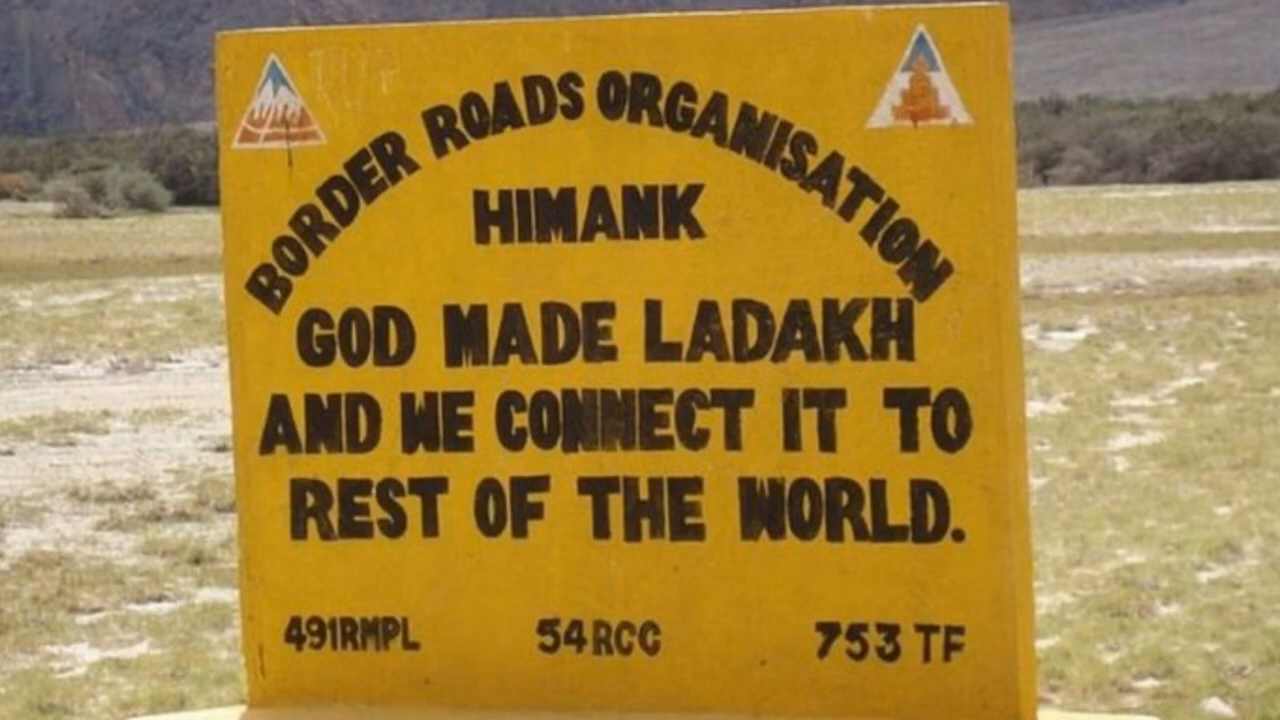 BORDER ROADS ORGANISATION
HIMANK
GOD MADE LADAKH
AND WE CONNECT IT TO
REST OF THE WORLD.
491RMPL 54RCC 753 TF